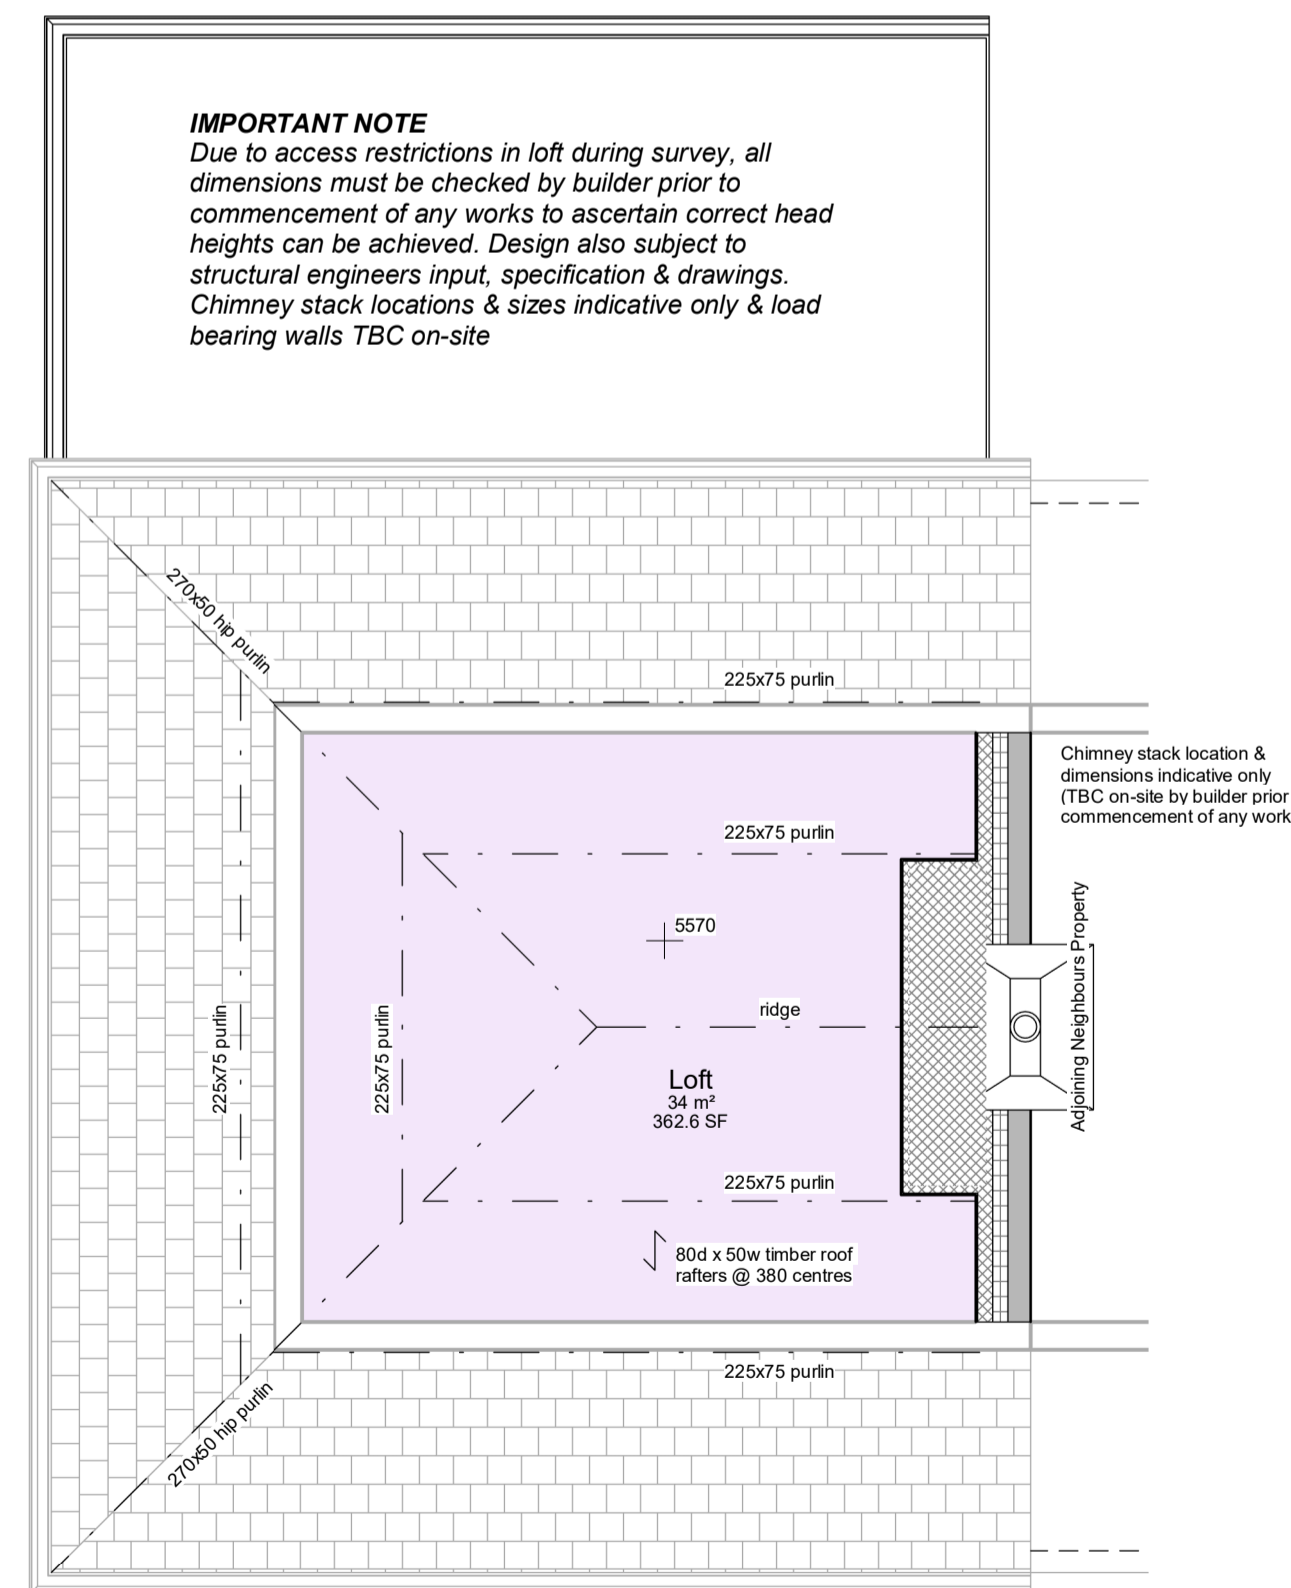 IMPORTANT NOTE
Due to access restrictions in loft during survey, all
dimensions must be checked by builder prior to
commencement of any works to ascertain correct head
heights can be achieved. Design also subject to
structural engineers input, specification & drawings.
Chimney stack locations & sizes indicative only & load
bearing walls TBC on-site
270x50 hip purlin
225x75 purlin
Chimney stack location &
dimensions indicative only
(TBC on-site by builder prior
commencement of any work
225x75 purlin
5570
Adjoining Neighbours Property
ridge
225x75 purlin
225x75 purlin
Loft
34 m²
362.6 SF
225x75 purlin
80d x 50w timber roof
rafters @ 380 centres
225x75 purlin
270x50 hip purlin